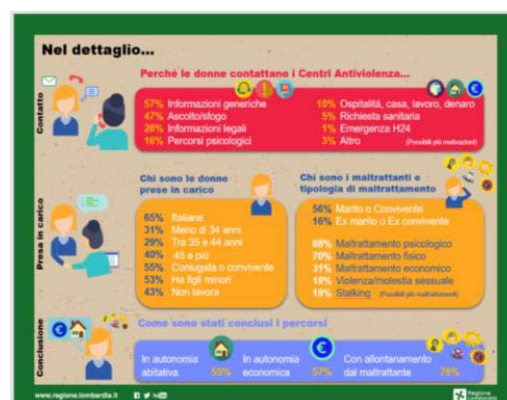 Nel dettaglio...
Contatto
Perché le donne contattano i Centri Antiviolenza...
57% Informazioni generiche
47% Ascolto/sfogo
28% Informazioni legali
16% Percorsi psicologici
10% Ospitalità, casa, lavoro, denaro
5% Richiesta sanitaria
1% Emergenza H24
3% Altro (Possibili più motivazioni)
Presa in carico
Chi sono le donne
prese in carico
65% Italiane
31% Meno di 34 anni
29% Tra 35 e 44 anni
40% 45 e più
55% Coniugata o convivente
53% Ha figli minori
43% Non lavora
Chi sono i maltrattanti e
tipologia di maltrattamento
56% Marito o Convivente
16% Ex marito o Ex convivente
88% Maltrattamento psicologico
70% Maltrattamento fisico
31% Maltrattamento economico
19% Violenza/molestia sessuale
19% Stalking (Possibili più maltrattamenti)
Conclusione
Come sono stati conclusi i percorsi
In autonomia
abitativa 55%
In autonomia
economica 57%
Con allontanamento
dal maltrattante 76%
www.regione.lombardia.it
Regione
Lombardia